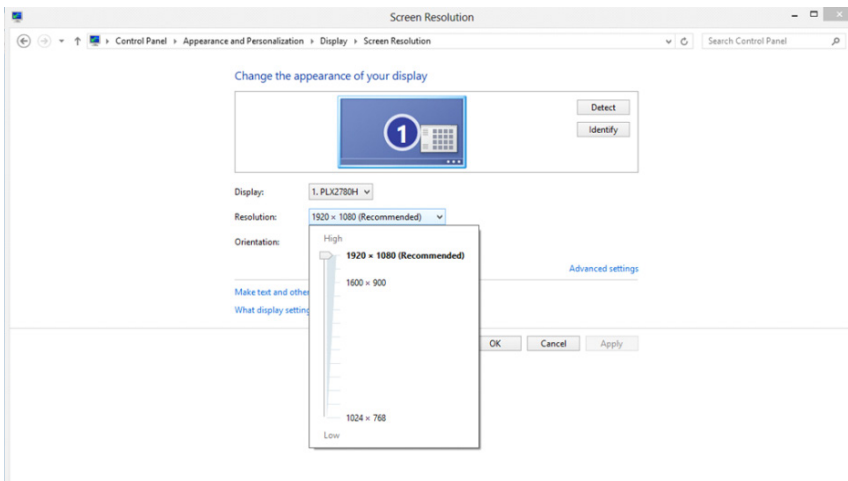 Screen Resolution
Control Panel ▸ Appearance and Personalization ▸ Display ▸ Screen Resolution
Search Control Panel
Change the appearance of your display
1
Detect
Identify
Display:
1. PLX2780H
Resolution:
1920 × 1080 (Recommended)
Orientation:
High
1920 × 1080 (Recommended)
1600 × 900
1024 × 768
Low
Advanced settings
Make text and other
What display setting
OK
Cancel
Apply